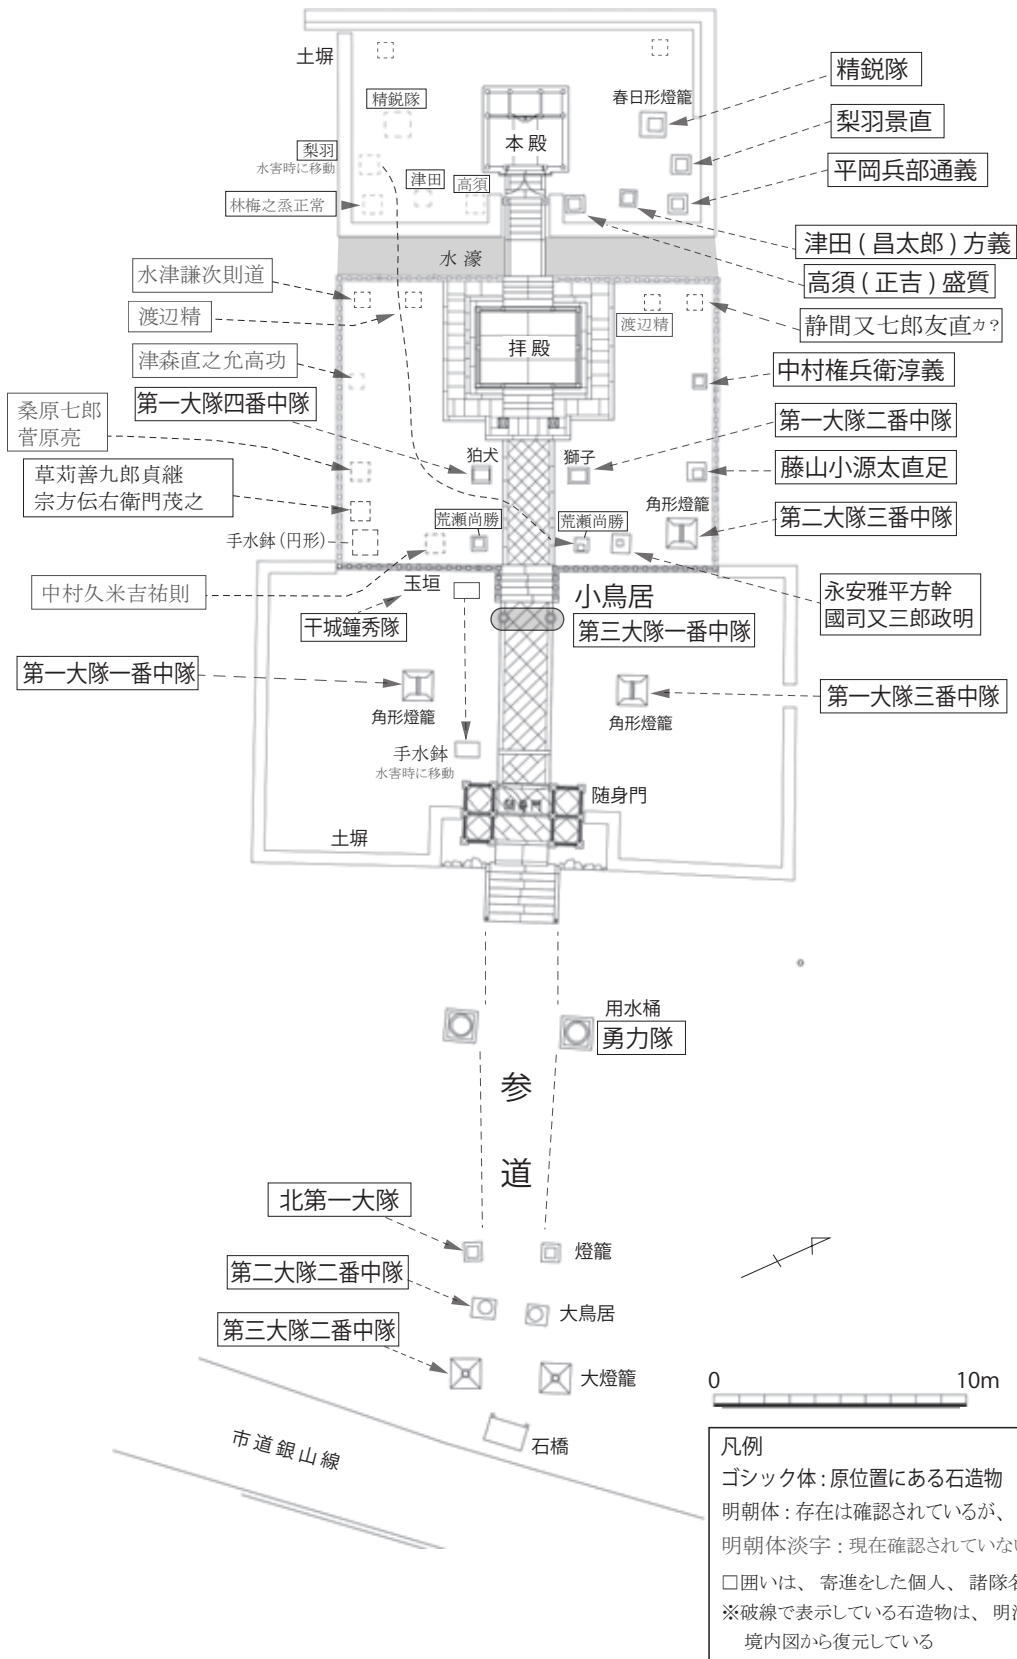 土塀
精鋭隊
春日形燈籠
精鋭隊
本殿
梨羽景直
梨羽
水害時に移動
津田
高須
平岡兵部通義
林梅之烝正常
津田(昌太郎)方義
水濠
水津謙次則道
高須(正吉)盛質
渡辺精
渡辺精
静間又七郎友直カ?
拝殿
津森直之允高功
中村権兵衛淳義
第一大隊四番中隊
第一大隊二番中隊
桑原七郎
菅原亮
狛犬
獅子
藤山小源太直足
草苅善九郎貞継
宗方伝右衛門茂之
角形燈籠
第二大隊三番中隊
荒瀬尚勝
荒瀬尚勝
手水鉢(円形)
中村久米吉祐則
玉垣
小鳥居
永安雅平方幹
國司又三郎政明
干城鐘秀隊
第三大隊一番中隊
第一大隊一番中隊
第一大隊三番中隊
角形燈籠
角形燈籠
手水鉢
水害時に移動
随身門
随身門
土塀
用水桶
勇力隊
参道
北第一大隊
燈籠
第二大隊二番中隊
大鳥居
第三大隊二番中隊
大燈籠
石橋
市道銀山線
0 10m
凡例
ゴシック体:原位置にある石造物
明朝体:存在は確認されているが、
明朝体淡字:現在確認されていない
□囲いは、寄進をした個人、諸隊名
※破線で表示している石造物は、明治
境内図から復元している